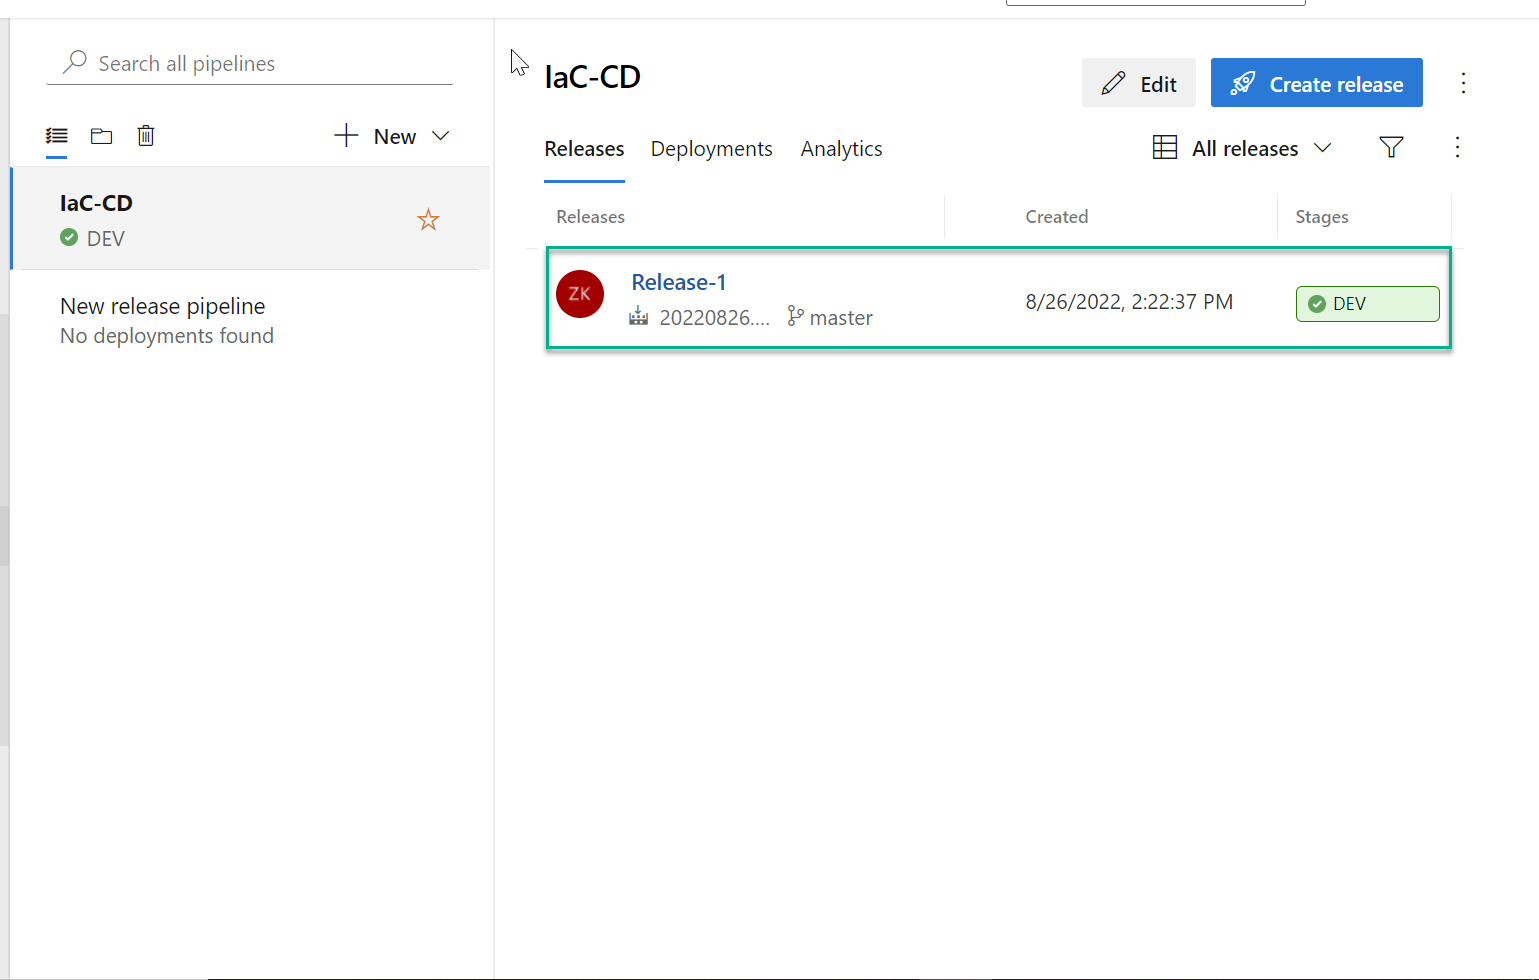 Search all pipelines
New
IaC-CD
DEV
New release pipeline
No deployments found
IaC-CD
Edit
Create release
Releases Deployments Analytics
All releases
Releases Created Stages
ZK
Release-1
20220826.... master
8/26/2022, 2:22:37 PM
DEV